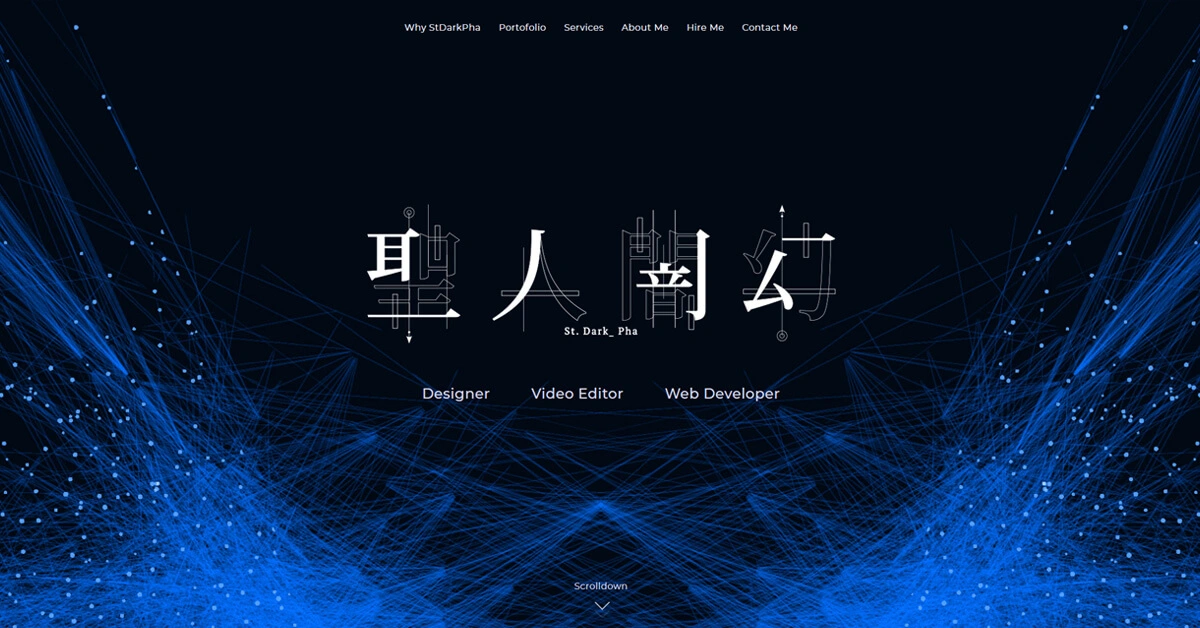 Why StDarkPha Portofolio Services About Me Hire Me Contact Me
聖人闇幻
St. Dark_ Pha
Designer Video Editor Web Developer
Scrolldown